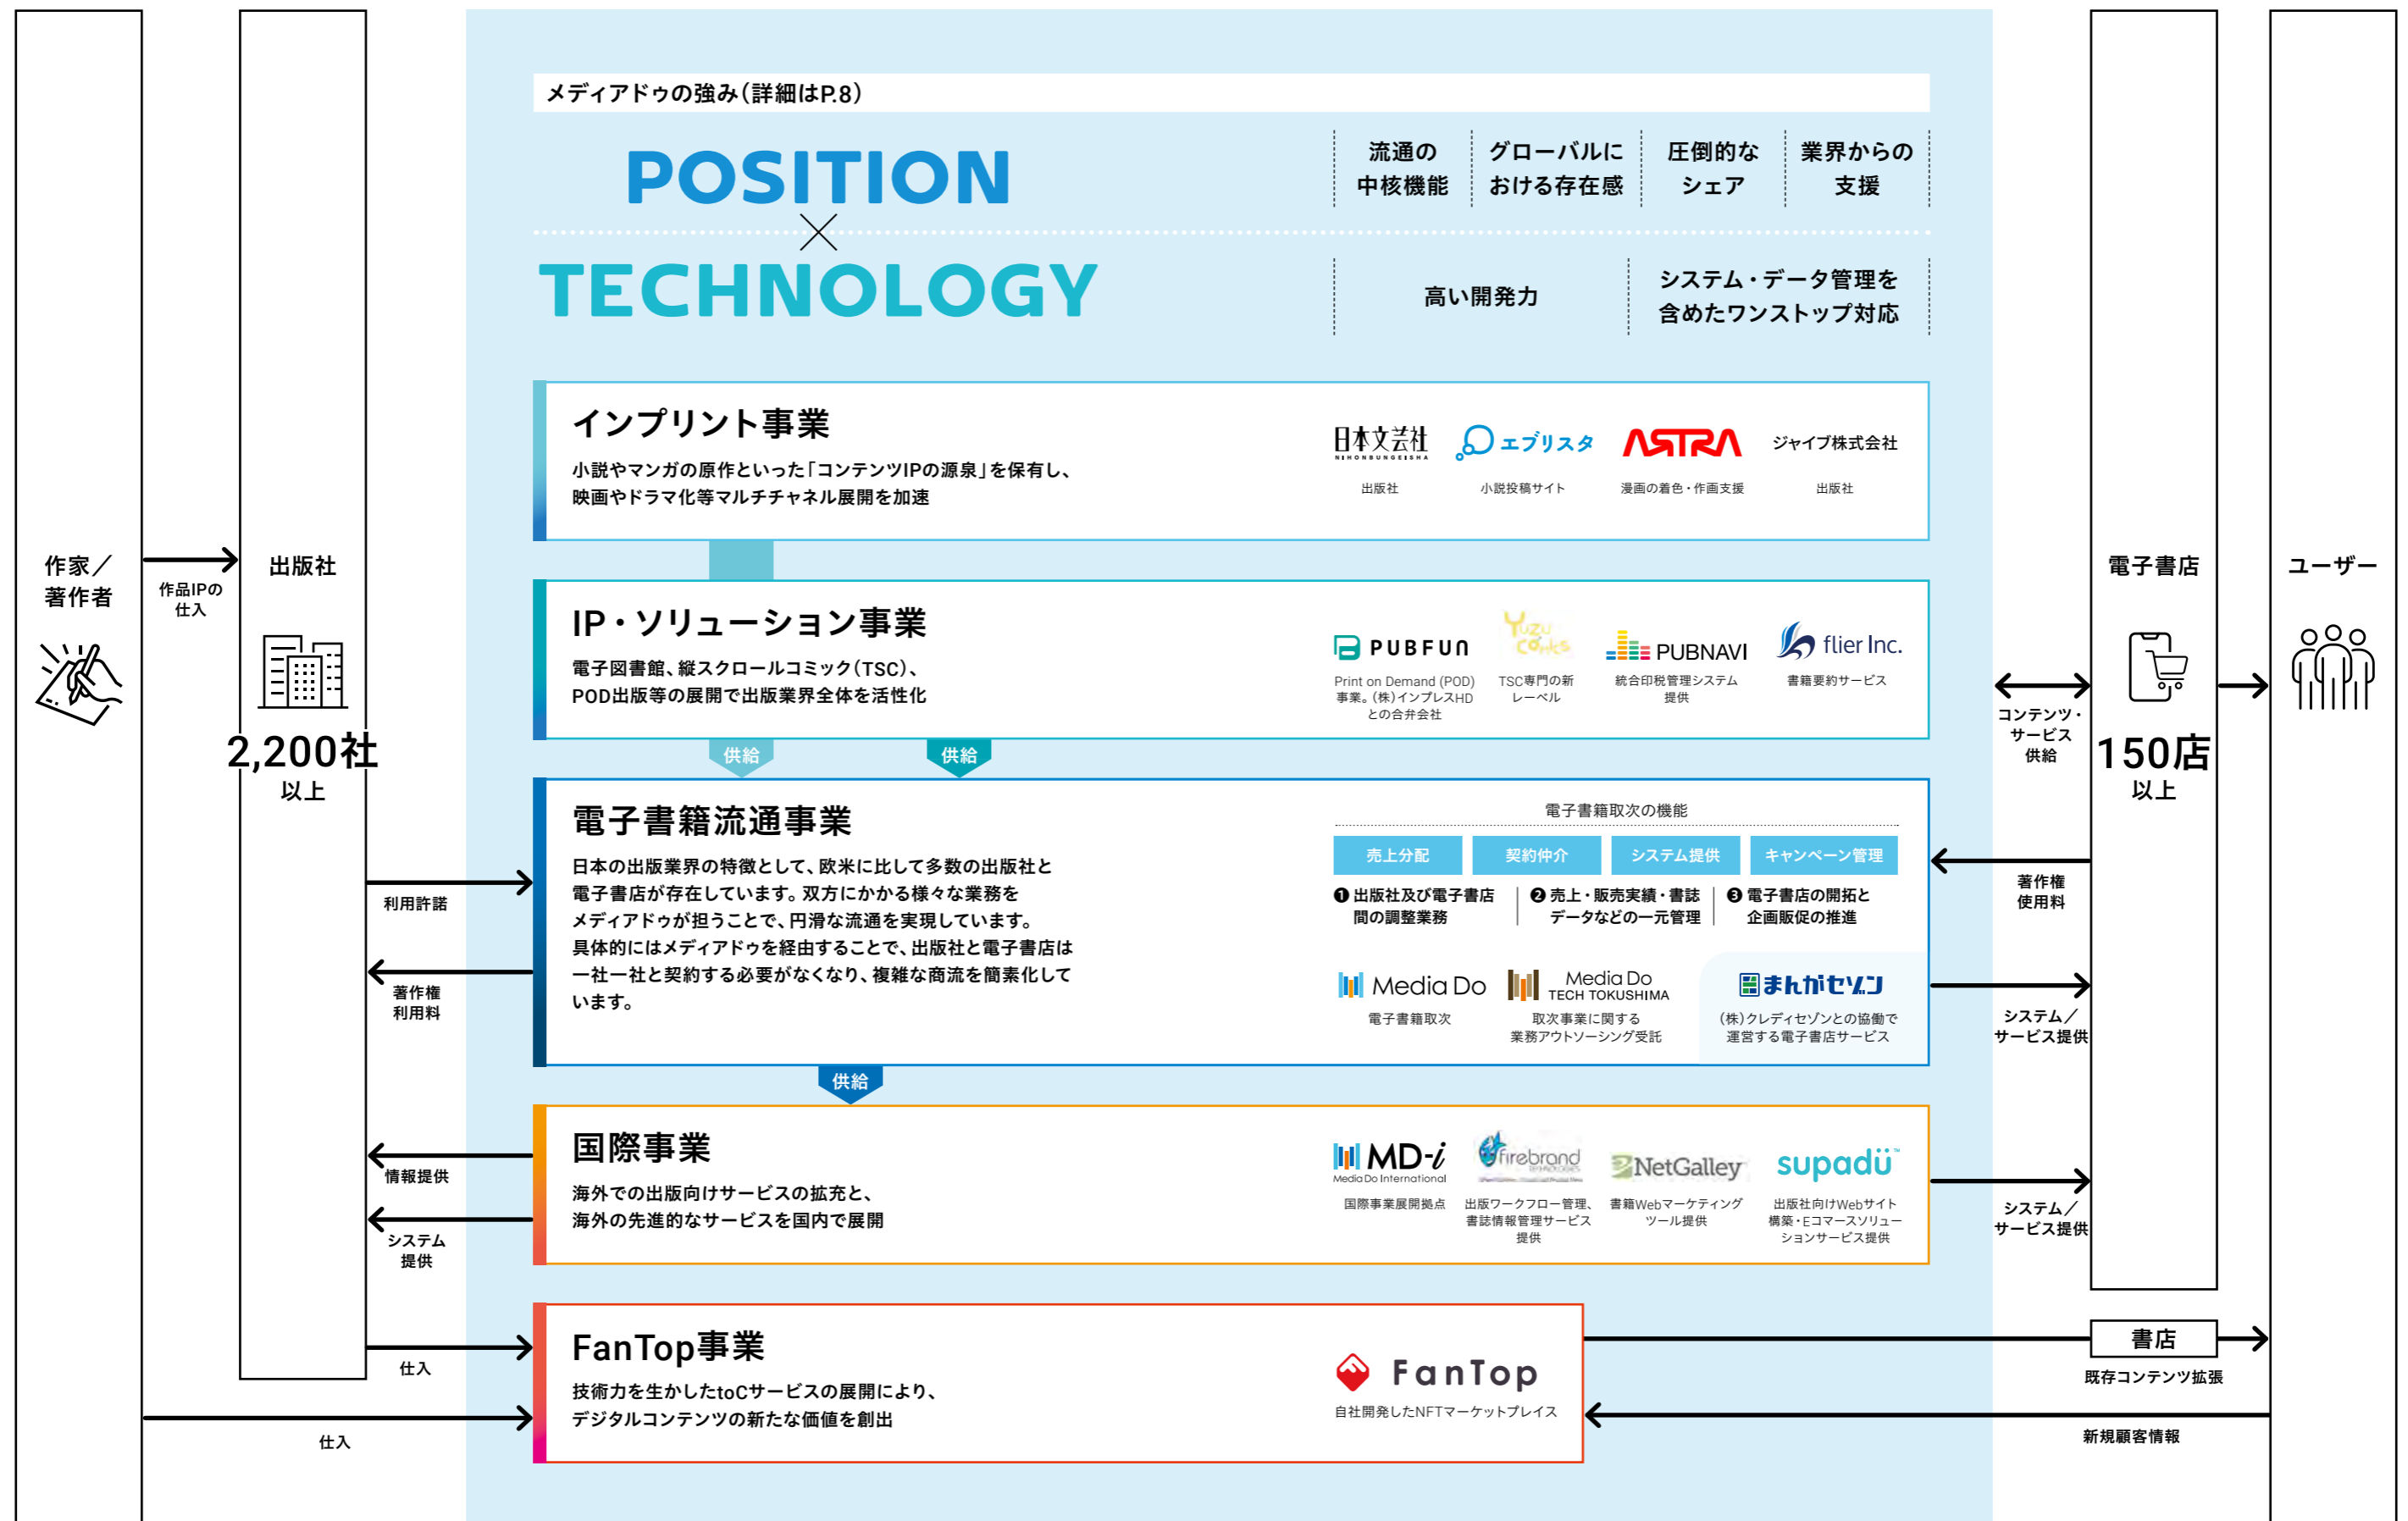 メディアドゥの強み（詳細はP.8）
POSITION
×
TECHNOLOGY
流通の
中核機能
グローバルに
おける存在感
圧倒的な
シェア
業界からの
支援
高い開発力
システム・データ管理を
含めたワンストップ対応
作家／
著作者
作品IPの
仕入
出版社
2,200社
以上
インプリント事業
小説やマンガの原作といった「コンテンツIPの源泉」を保有し、
映画やドラマ化等マルチチャネル展開を加速
日本文芸社
NIHONBUNGEISHA
出版社
エブリスタ
小説投稿サイト
ASTRA
漫画の着色・作画支援
ジャイブ株式会社
出版社
IP・ソリューション事業
電子図書館、縦スクロールコミック（TSC）、
POD出版等の展開で出版業界全体を活性化
PUBFUN
Print on Demand (POD)
事業。（株）インプレスHD
との合弁会社
Yuzu
Comics
TSC専門の新
レーベル
PUBNAVI
統合印税管理システム
提供
flier Inc.
書籍要約サービス
供給
供給
電子書籍流通事業
日本の出版業界の特徴として、欧米に比して多数の出版社と
電子書店が存在しています。双方にかかる様々な業務を
メディアドゥが担うことで、円滑な流通を実現しています。
具体的にはメディアドゥを経由することで、出版社と電子書店は
一社一社と契約する必要がなくなり、複雑な商流を簡素化して
います。
電子書籍取次の機能
売上分配
契約仲介
システム提供
キャンペーン管理
❶ 出版社及び電子書店
間の調整業務
❷ 売上・販売実績・書誌
データなどの一元管理
❸ 電子書店の開拓と
企画販促の推進
Media Do
電子書籍取次
Media Do
TECH TOKUSHIMA
取次事業に関する
業務アウトソーシング受託
まんがセゾン
（株）クレディセゾンとの協働で
運営する電子書店サービス
利用許諾
著作権
利用料
供給
国際事業
海外での出版向けサービスの拡充と、
海外の先進的なサービスを国内で展開
MD-i
Media Do International
国際事業展開拠点
firebrand
TECHNOLOGIES
出版ワークフロー管理、
書誌情報管理サービス
提供
NetGalley
書籍Webマーケティング
ツール提供
supadü™
出版社向けWebサイト
構築・Eコマースソリュー
ションサービス提供
情報提供
システム
提供
FanTop事業
技術力を生かしたtoCサービスの展開により、
デジタルコンテンツの新たな価値を創出
FanTop
自社開発したNFTマーケットプレイス
仕入
仕入
電子書店
150店
以上
コンテンツ・
サービス
供給
著作権
使用料
システム／
サービス提供
システム／
サービス提供
書店
既存コンテンツ拡張
新規顧客情報
ユーザー